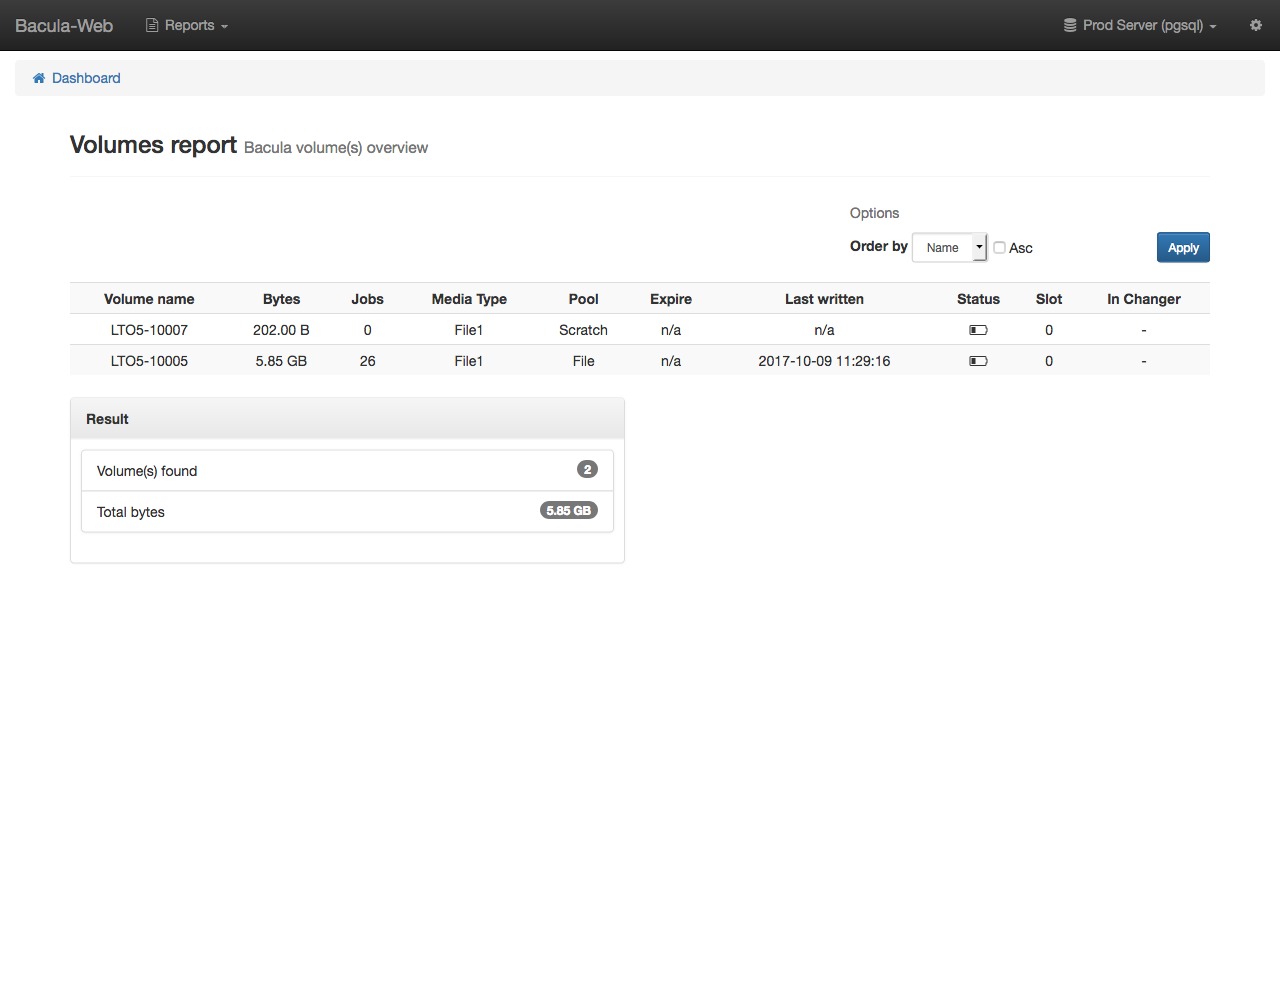 Bacula-Web Reports Prod Server (pgsql)
Dashboard
Volumes report Bacula volume(s) overview
Options
Order by Name Asc Apply
Volume name Bytes Jobs Media Type Pool Expire Last written Status Slot In Changer
LTO5-10007 202.00 B 0 File1 Scratch n/a n/a 0 -
LTO5-10005 5.85 GB 26 File1 File n/a 2017-10-09 11:29:16 0 -
Result
Volume(s) found 2
Total bytes 5.85 GB